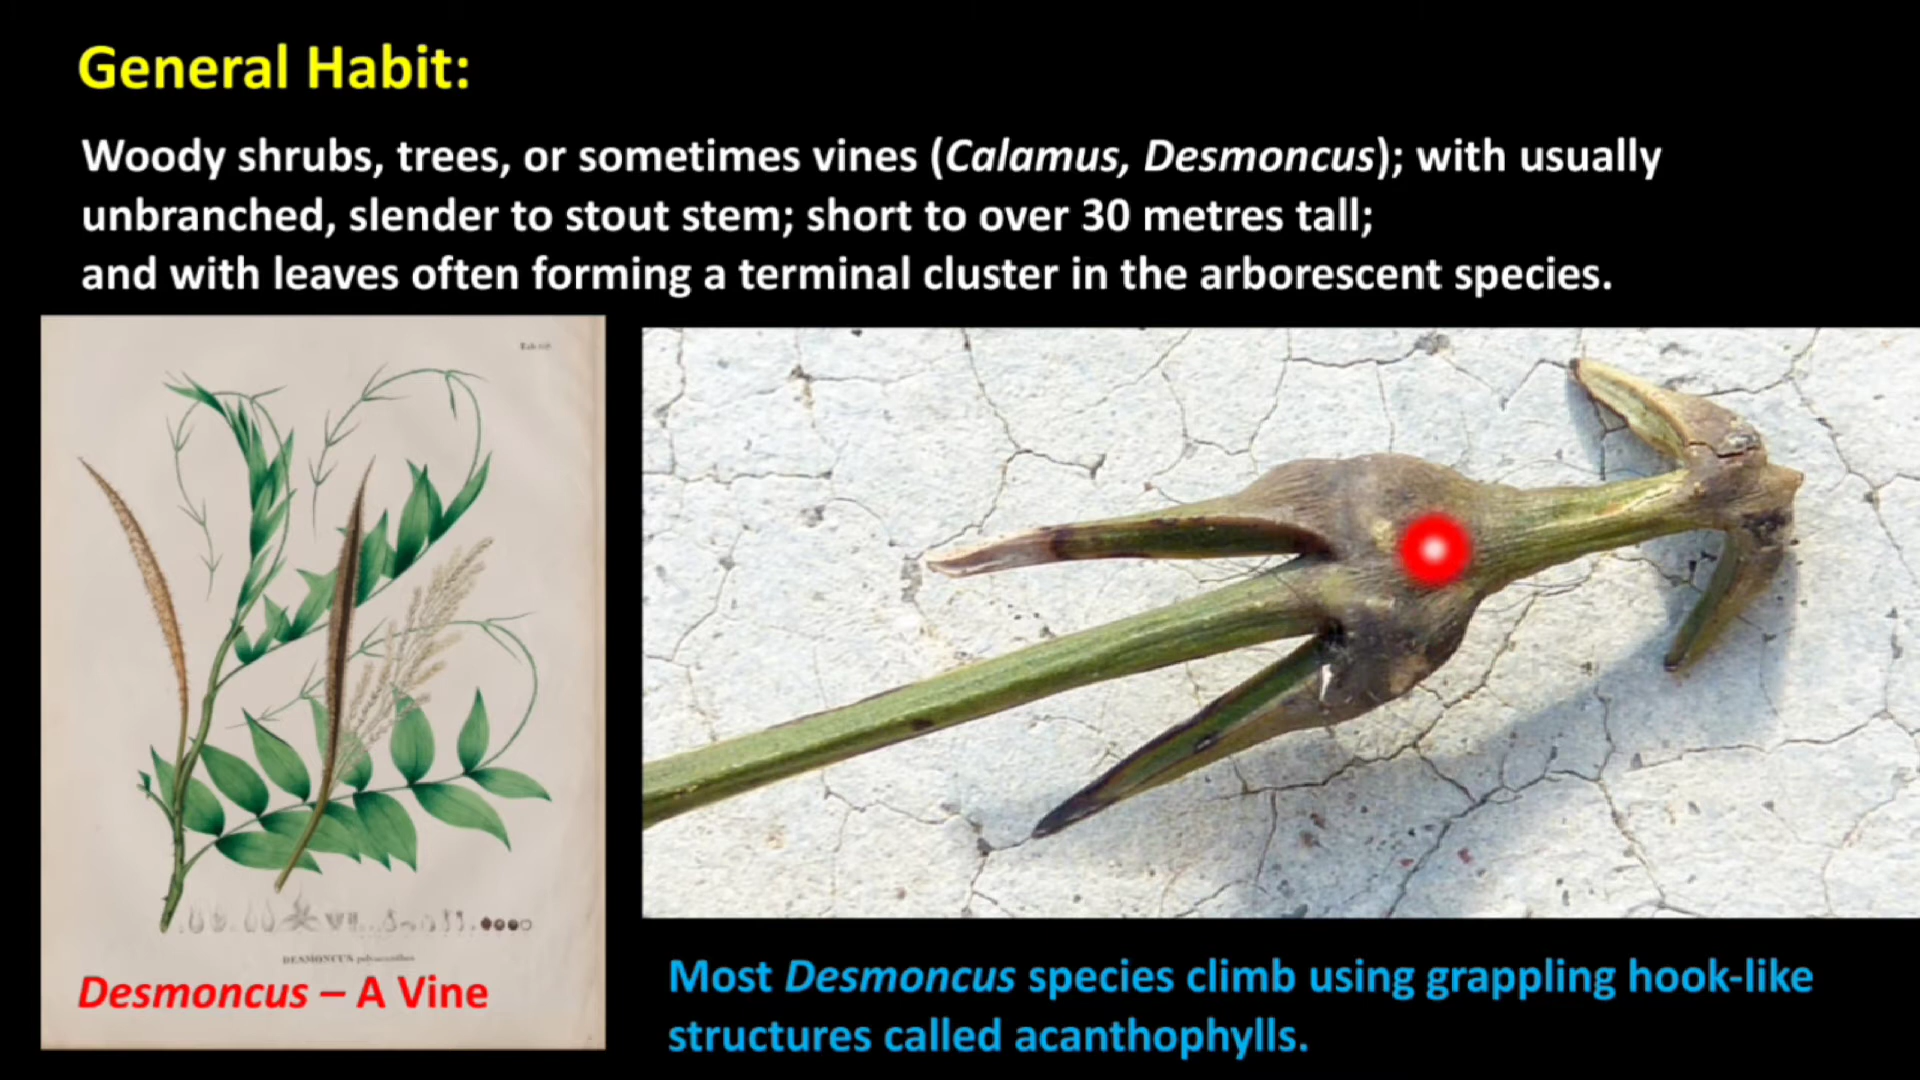 General Habit:
Woody shrubs, trees, or sometimes vines (Calamus, Desmoncus); with usually
unbranched, slender to stout stem; short to over 30 metres tall;
and with leaves often forming a terminal cluster in the arborescent species.
DESMONCUS polyacanthos
Desmoncus – A Vine
Most Desmoncus species climb using grappling hook-like
structures called acanthophylls.